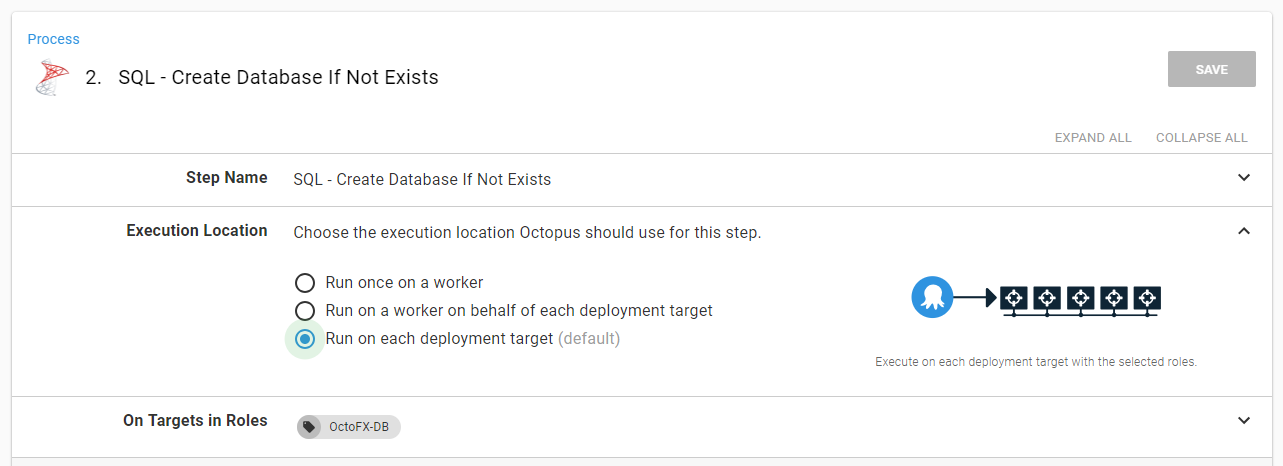 Process
2. SQL - Create Database If Not Exists
SAVE
EXPAND ALL COLLAPSE ALL
Step Name SQL - Create Database If Not Exists
Execution Location Choose the execution location Octopus should use for this step.
Run once on a worker
Run on a worker on behalf of each deployment target
Run on each deployment target (default)
Execute on each deployment target with the selected roles.
On Targets in Roles OctoFX-DB